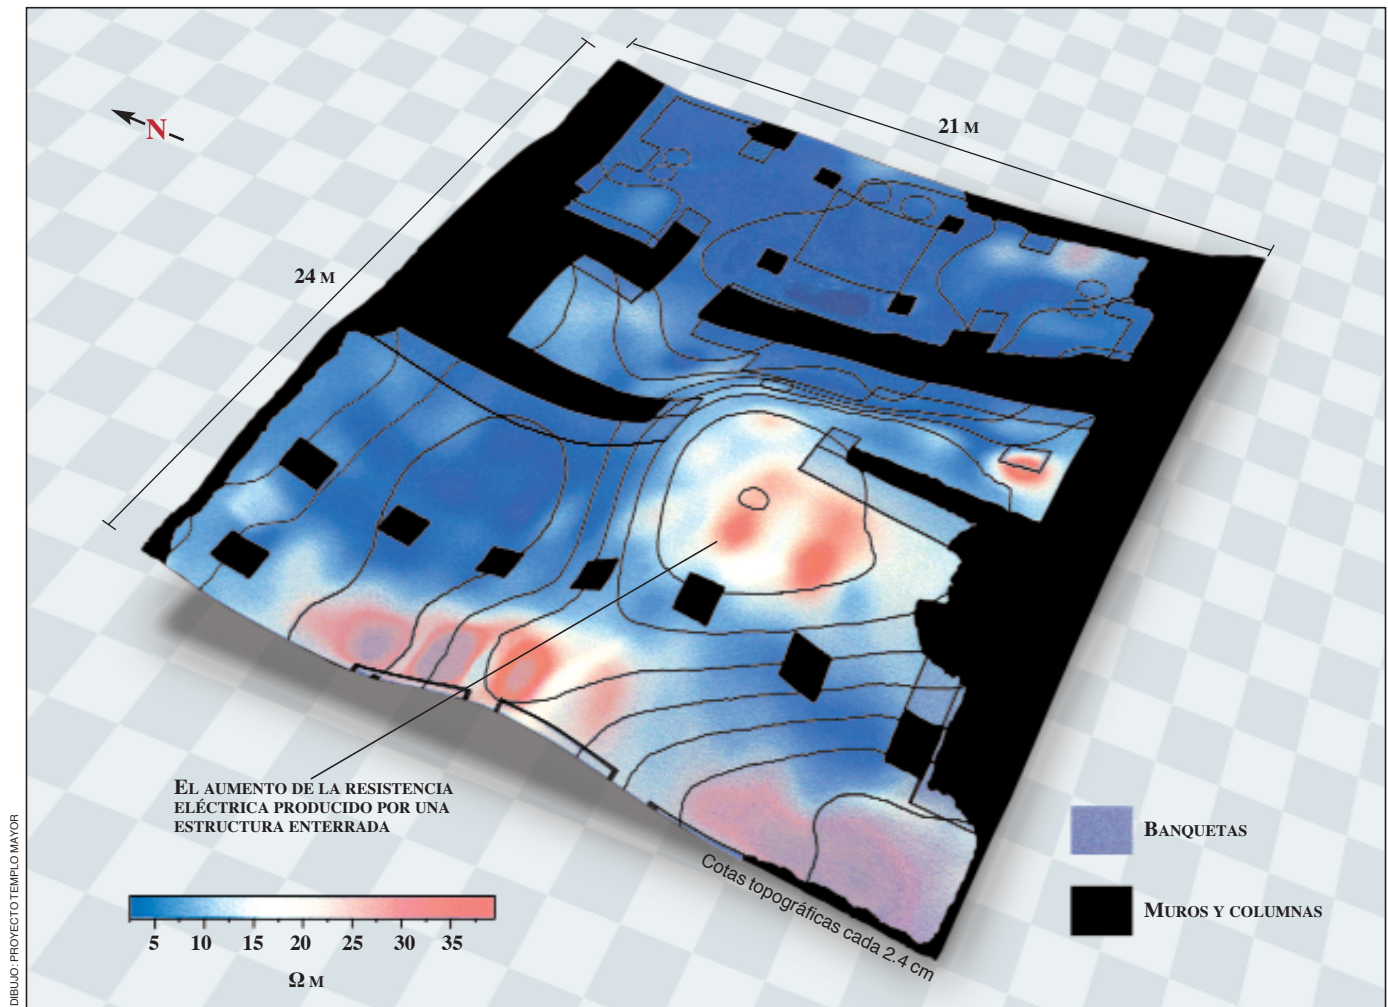 21 M
N
24 M
EL AUMENTO DE LA RESISTENCIA
ELÉCTRICA PRODUCIDO POR UNA
ESTRUCTURA ENTERRADA
BANQUETAS
MUROS Y COLUMNAS
Cotas topográficas cada 2.4 cm
5 10 15 20 25 30 35
Ω M
DIBUJO: PROYECTO TEMPLO MAYOR